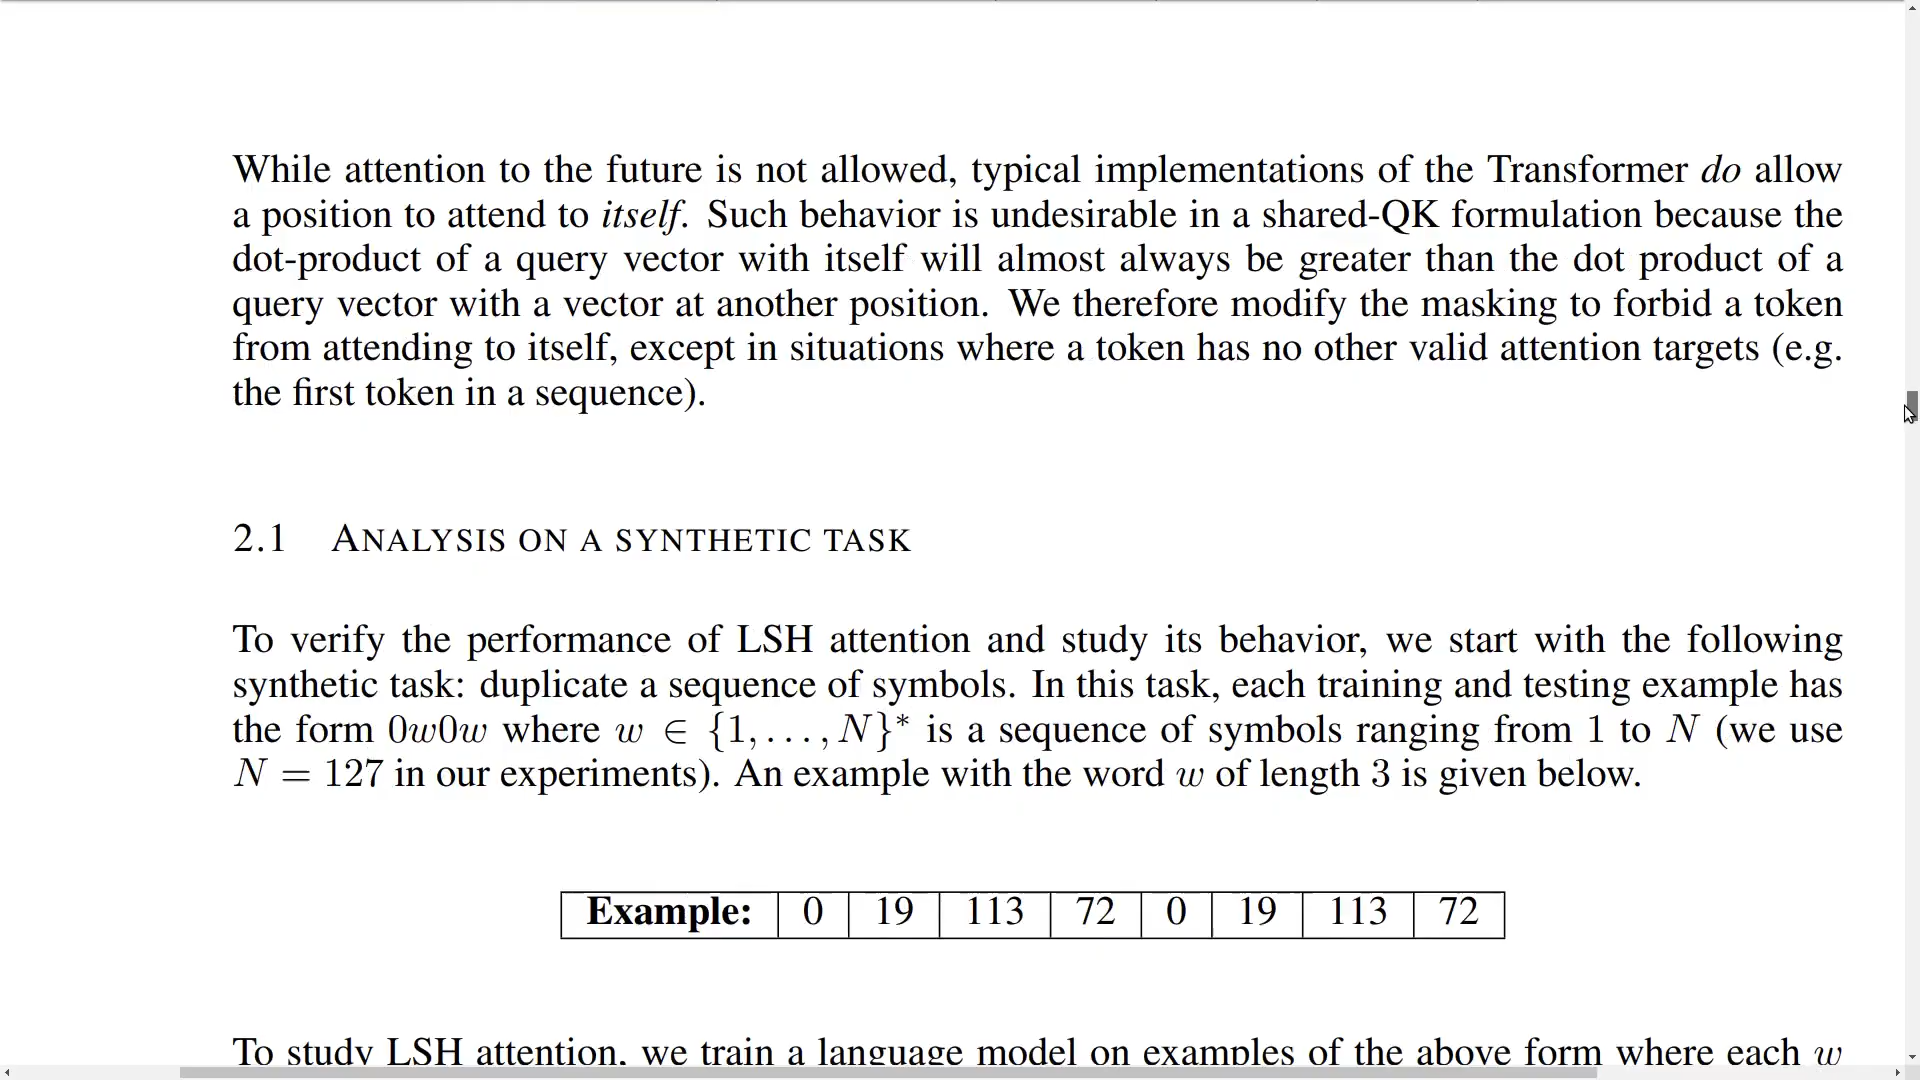 While attention to the future is not allowed, typical implementations of the Transformer do allow
a position to attend to itself. Such behavior is undesirable in a shared-QK formulation because the
dot-product of a query vector with itself will almost always be greater than the dot product of a
query vector with a vector at another position. We therefore modify the masking to forbid a token
from attending to itself, except in situations where a token has no other valid attention targets (e.g.
the first token in a sequence).
2.1 ANALYSIS ON A SYNTHETIC TASK
To verify the performance of LSH attention and study its behavior, we start with the following
synthetic task: duplicate a sequence of symbols. In this task, each training and testing example has
the form 0w0w where w ∈ {1, . . . , N}* is a sequence of symbols ranging from 1 to N (we use
N = 127 in our experiments). An example with the word w of length 3 is given below.
Example: 0 19 113 72 0 19 113 72
To study LSH attention, we train a language model on examples of the above form where each w